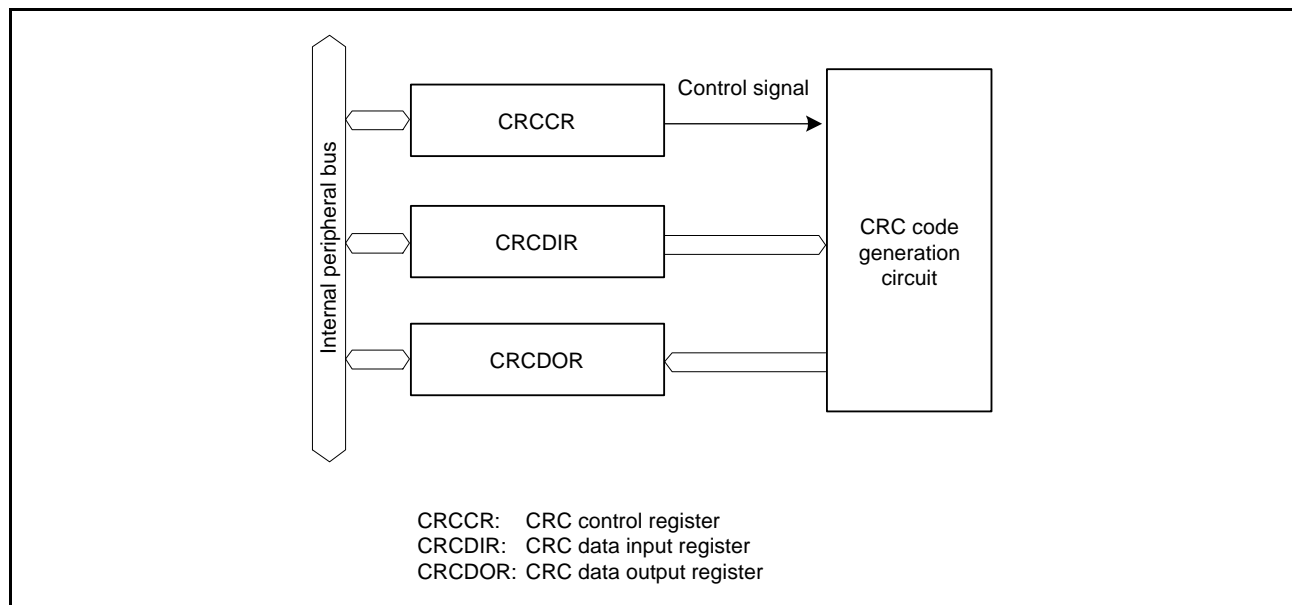 Control signal
CRCCR
Internal peripheral bus
CRCDIR
CRC code
generation
circuit
CRCDOR
CRCCR: CRC control register
CRCDIR: CRC data input register
CRCDOR: CRC data output register